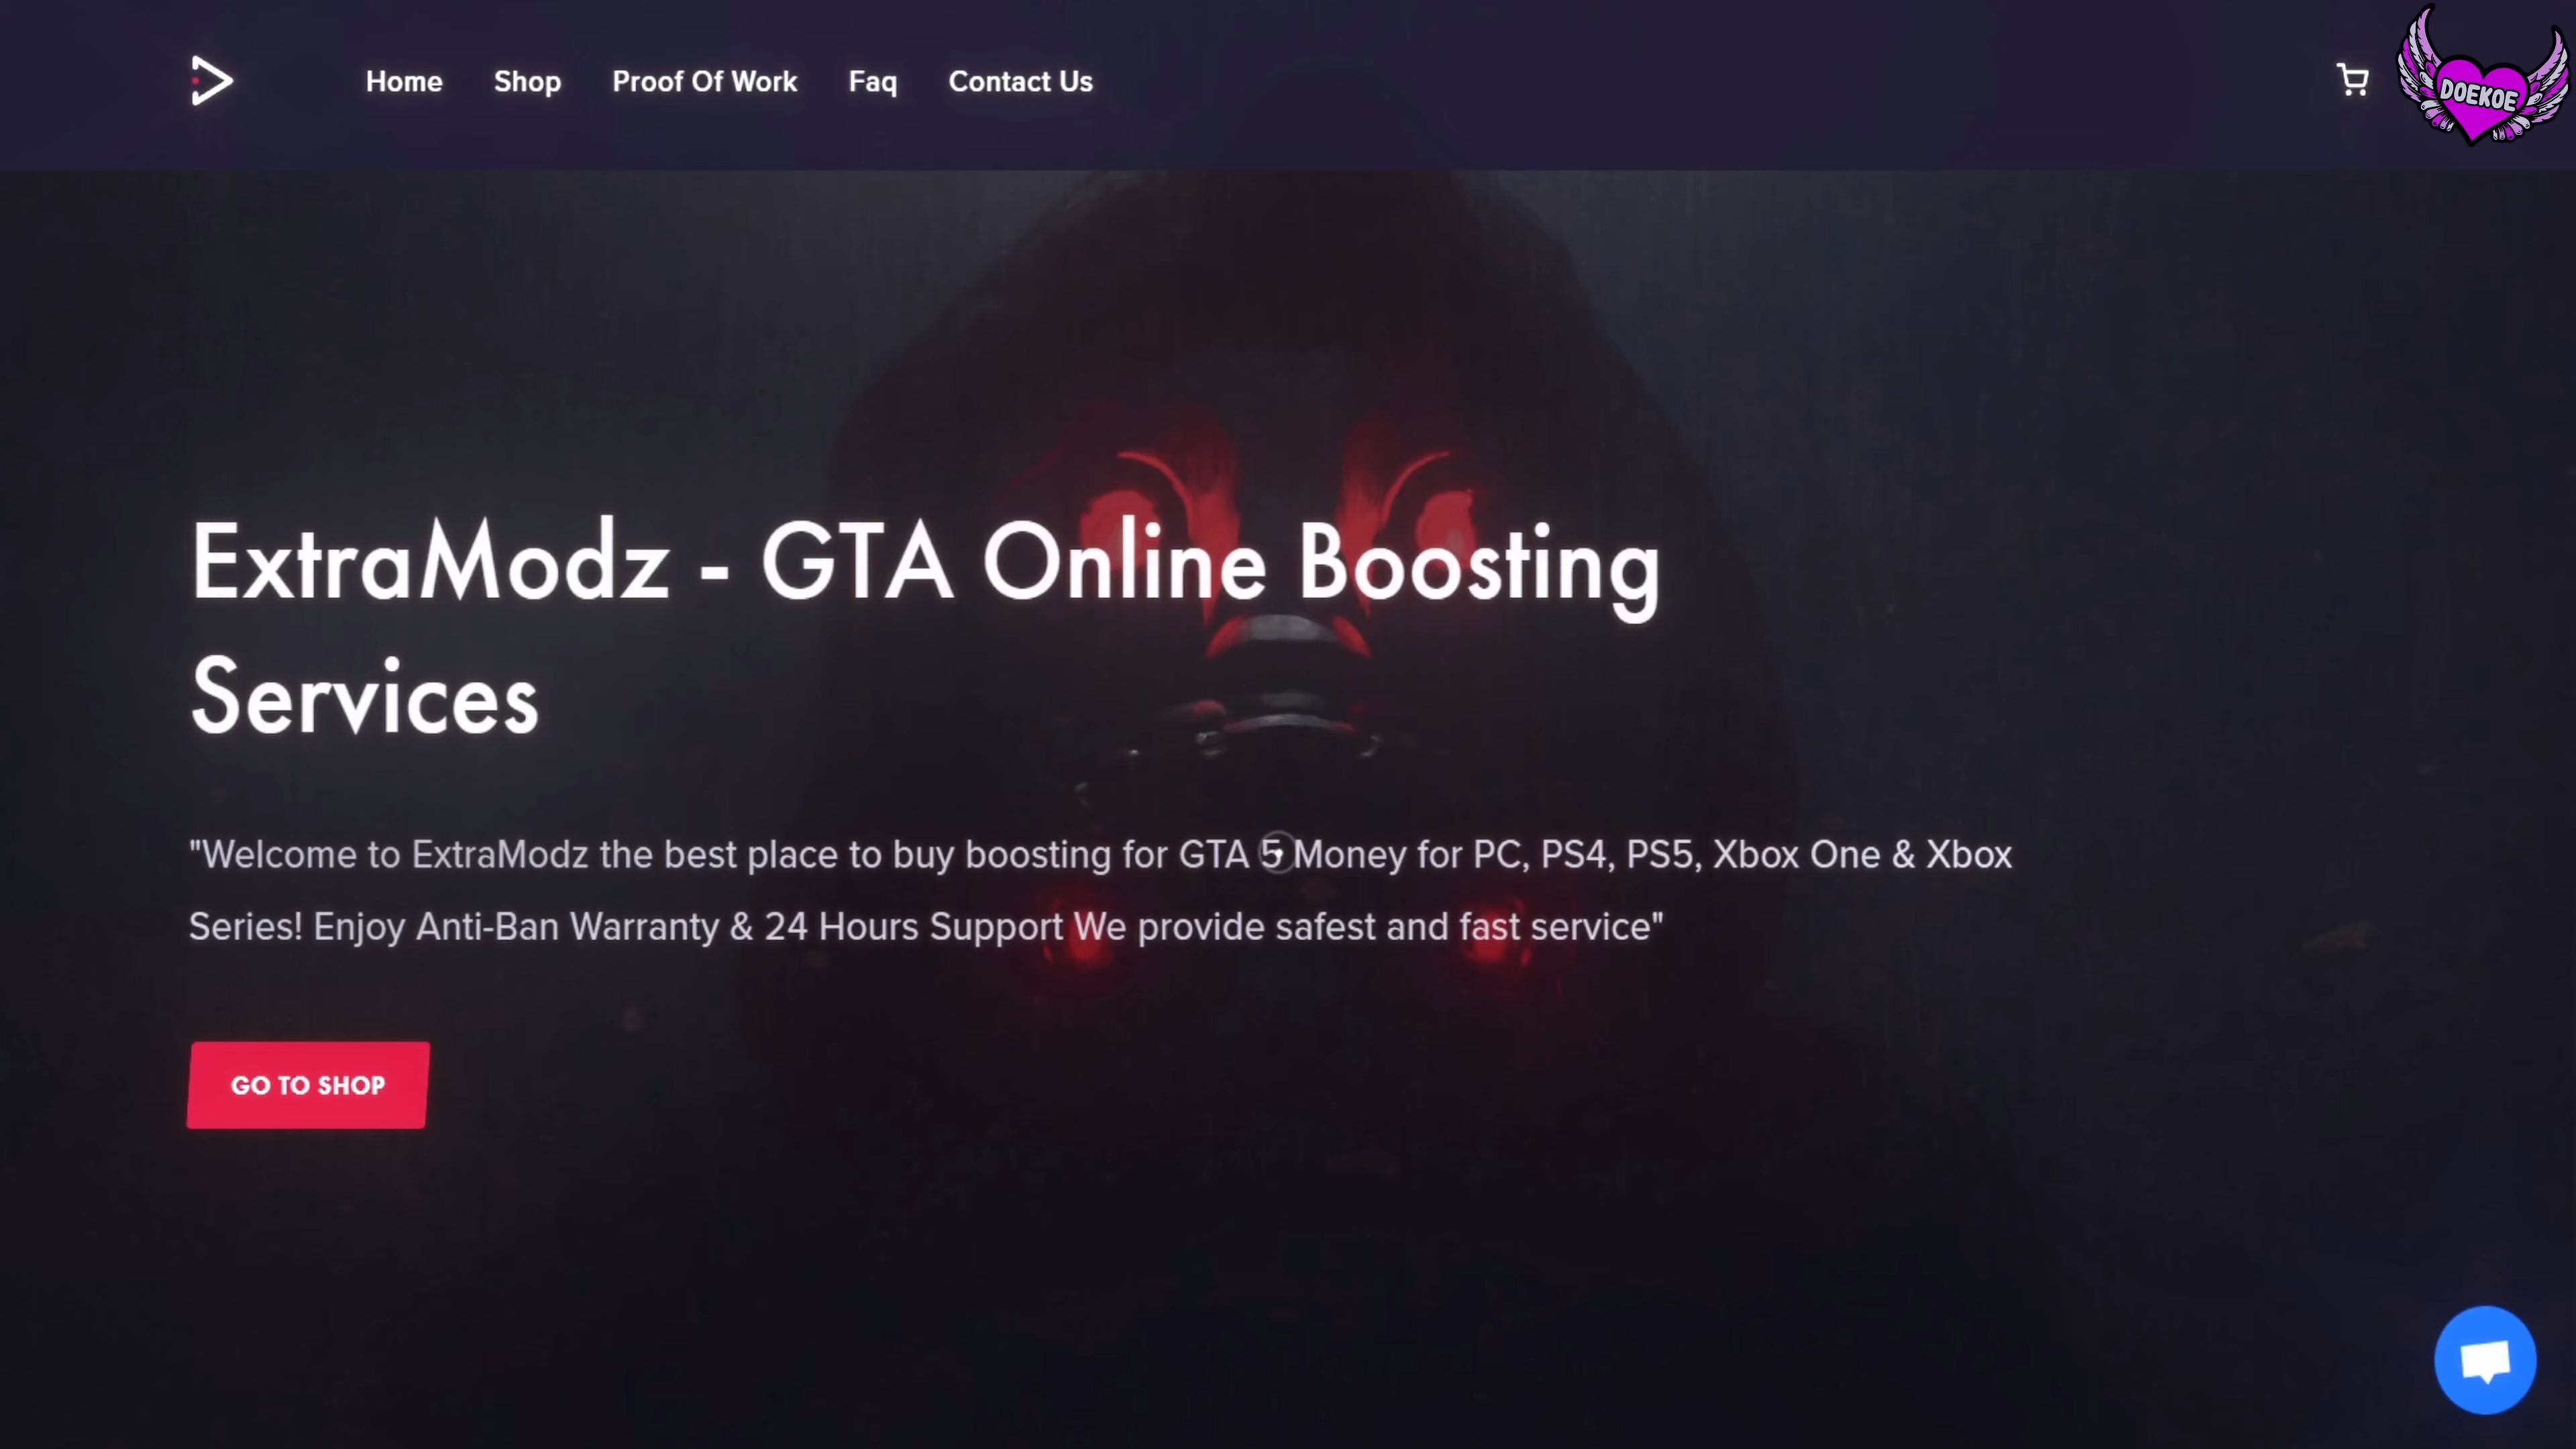 Home Shop Proof Of Work Faq Contact Us
DOEKOE
ExtraModz - GTA Online Boosting
Services
"Welcome to ExtraModz the best place to buy boosting for GTA 5 Money for PC, PS4, PS5, Xbox One & Xbox
Series! Enjoy Anti-Ban Warranty & 24 Hours Support We provide safest and fast service"
GO TO SHOP